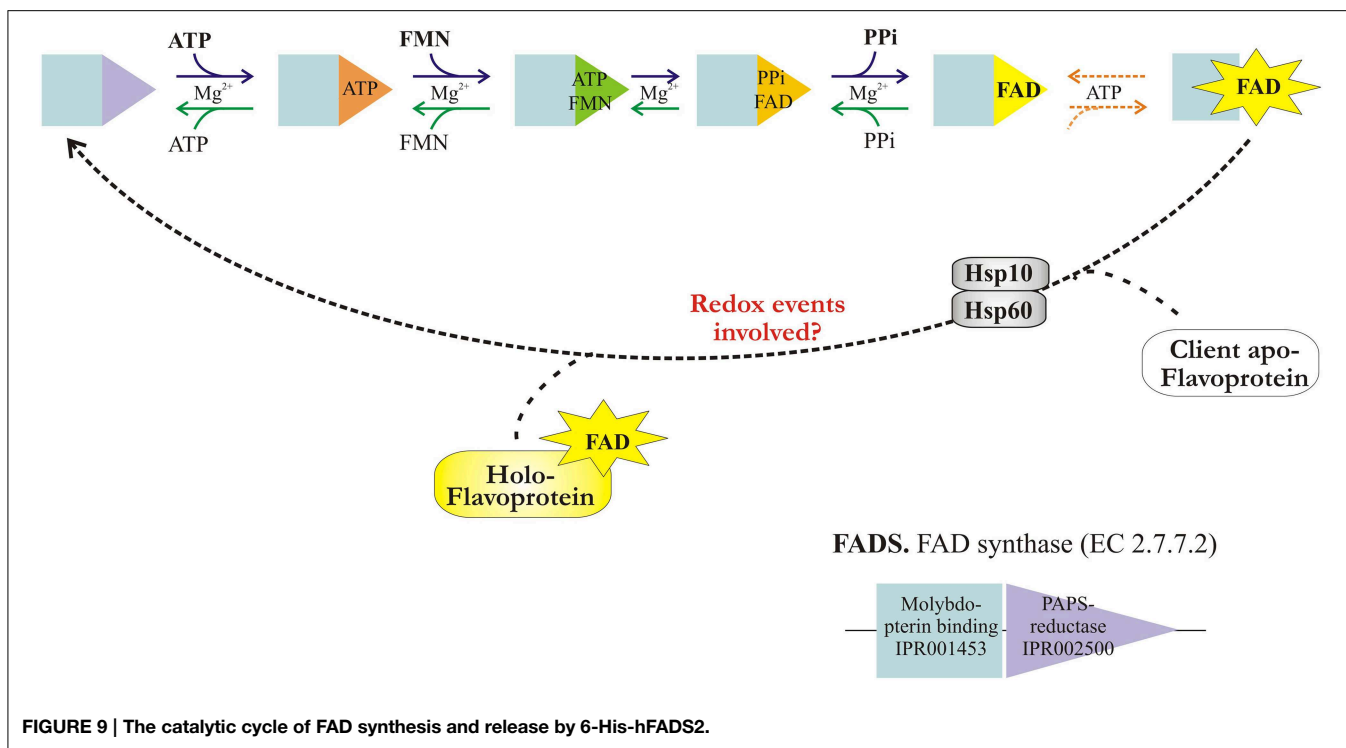 ATP
FMN
PPi
ATP
Mg²⁺
ATP
Mg²⁺
FMN
ATP
FMN
Mg²⁺
PPi
FAD
Mg²⁺
PPi
FAD
ATP
FAD
Hsp10
Hsp60
Redox events
involved?
Client apo-
Flavoprotein
FAD
Holo-
Flavoprotein
FADS. FAD synthase (EC 2.7.7.2)
Molybdo-
pterin binding
IPR001453
PAPS-
reductase
IPR002500
FIGURE 9 | The catalytic cycle of FAD synthesis and release by 6-His-hFADS2.